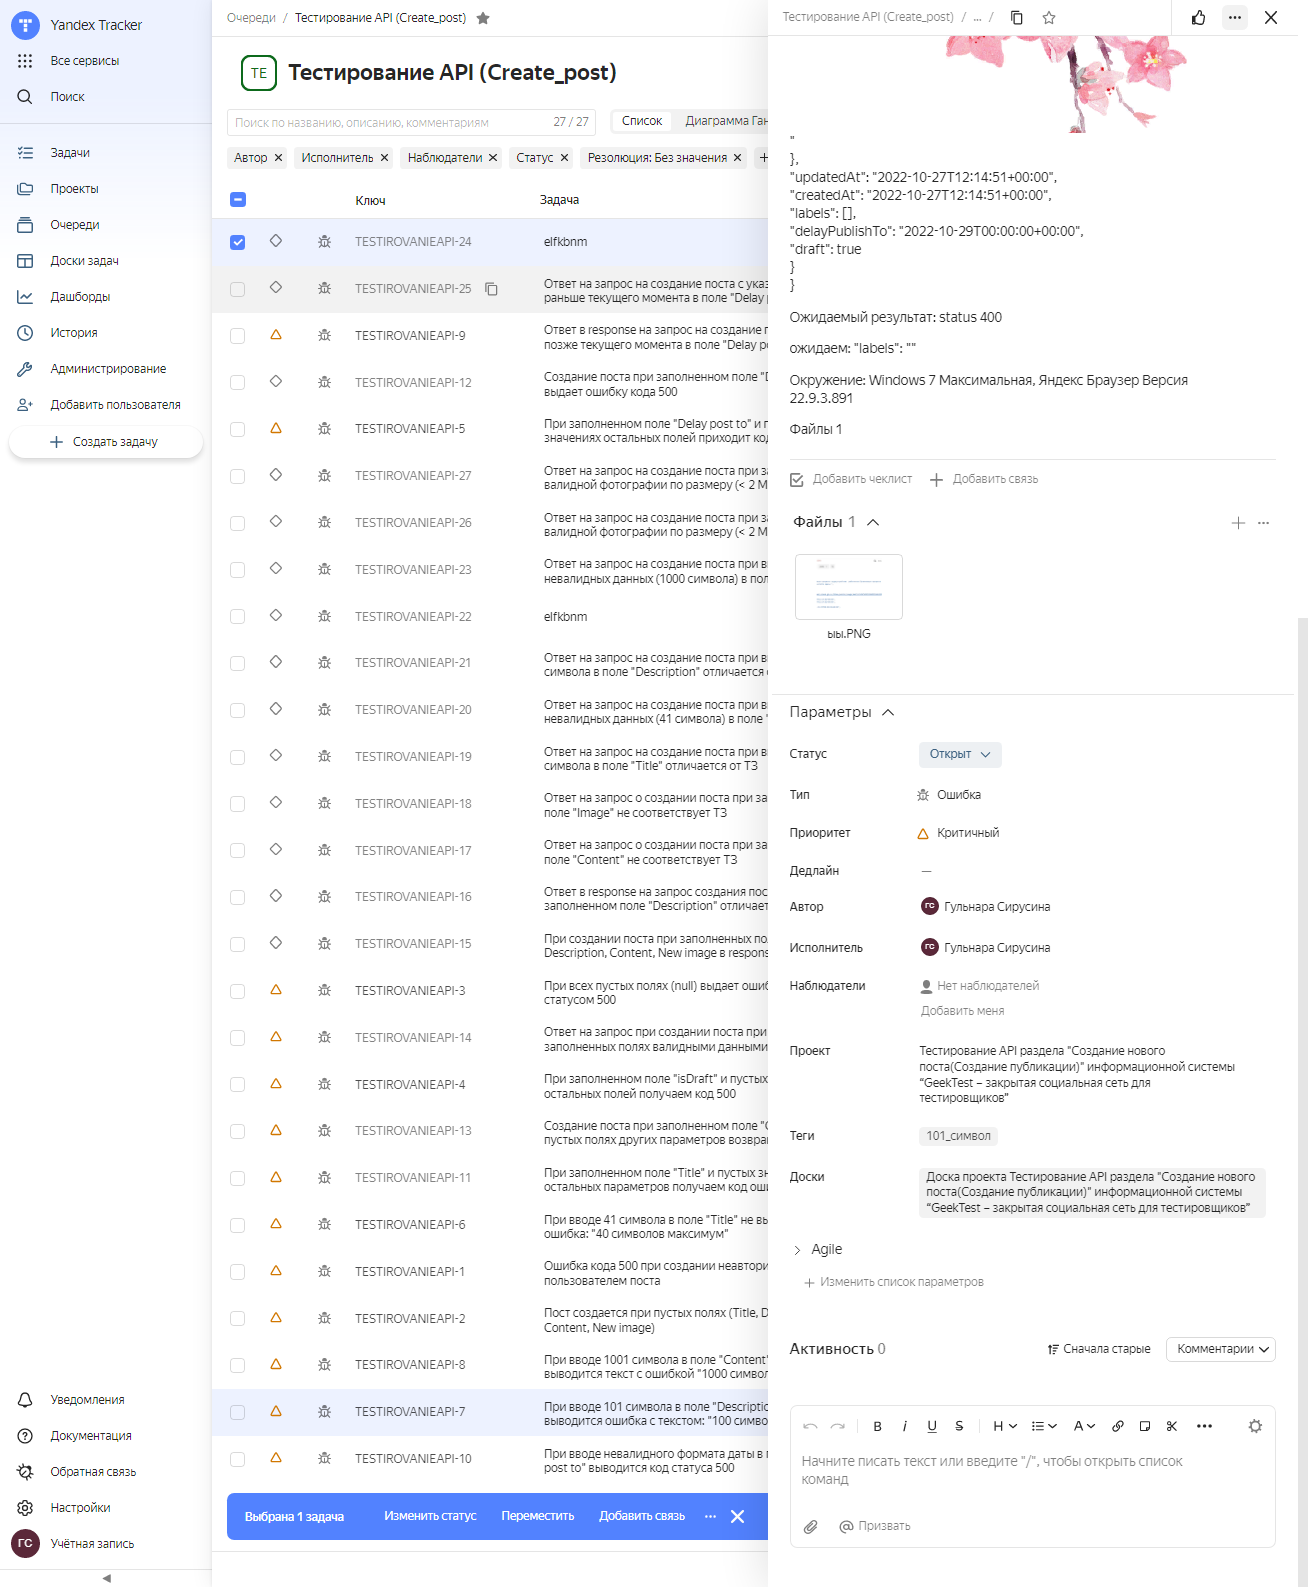 Yandex Tracker
Все сервисы
Поиск
Задачи
Проекты
Очереди
Доски задач
Дашборды
История
Администрирование
Добавить пользователя
Создать задачу
Уведомления
Документация
Обратная связь
Настройки
ГС Учётная запись
Очереди / Тестирование API (Create_post)
TE Тестирование API (Create_post)
Поиск по названию, описанию, комментариям 27 / 27
Список Диаграмма Ган
Автор Исполнитель Наблюдатели Статус Резолюция: Без значения
Ключ Задача
TESTIROVANIEAPI-24 elfkbnm
TESTIROVANIEAPI-25 Ответ на запрос на создание поста с указ
раньше текущего момента в поле "Delay p
TESTIROVANIEAPI-9 Ответ в response на запрос на создание п
позже текущего момента в поле "Delay po
TESTIROVANIEAPI-12 Создание поста при заполненном поле "D
выдает ошибку кода 500
TESTIROVANIEAPI-5 При заполненном поле "Delay post to" и п
значениях остальных полей приходит код
TESTIROVANIEAPI-27 Ответ на запрос на создание поста при за
валидной фотографии по размеру (< 2 М
TESTIROVANIEAPI-26 Ответ на запрос на создание поста при за
валидной фотографии по размеру (< 2 М
TESTIROVANIEAPI-23 Ответ на запрос на создание поста при в
невалидных данных (1000 символа) в пол
TESTIROVANIEAPI-22 elfkbnm
TESTIROVANIEAPI-21 Ответ на запрос на создание поста при в
символа в поле "Description" отличается
TESTIROVANIEAPI-20 Ответ на запрос на создание поста при в
невалидных данных (41 символа) в поле "
TESTIROVANIEAPI-19 Ответ на запрос на создание поста при в
символа в поле "Title" отличается от ТЗ
TESTIROVANIEAPI-18 Ответ на запрос о создании поста при за
поле "Image" не соответствует ТЗ
TESTIROVANIEAPI-17 Ответ на запрос о создании поста при за
поле "Content" не соответствует ТЗ
TESTIROVANIEAPI-16 Ответ в response на запрос создания пос
заполненном поле "Description" отличает
TESTIROVANIEAPI-15 При создании поста при заполненных по
Description, Content, New image в respon
TESTIROVANIEAPI-3 При всех пустых полях (null) выдает ошиб
статусом 500
TESTIROVANIEAPI-14 Ответ на запрос при создании поста при
заполненных полях валидными данными
TESTIROVANIEAPI-4 При заполненном поле "isDraft" и пустых
остальных полей получаем код 500
TESTIROVANIEAPI-13 Создание поста при заполненном поле "C
пустых полях других параметров возвра
TESTIROVANIEAPI-11 При заполненном поле "Title" и пустых зн
остальных параметров получаем код оши
TESTIROVANIEAPI-6 При вводе 41 символа в поле "Title" не вы
ошибка: "40 символов максимум"
TESTIROVANIEAPI-1 Ошибка кода 500 при создании неавтори
пользователем поста
TESTIROVANIEAPI-2 Пост создается при пустых полях (Title, D
Content, New image)
TESTIROVANIEAPI-8 При вводе 1001 символа в поле "Content"
выводится текст с ошибкой "1000 символ
TESTIROVANIEAPI-7 При вводе 101 символа в поле "Descriptio
выводится ошибка с текстом: "100 симво
TESTIROVANIEAPI-10 При вводе невалидного формата даты в п
post to" выводится код статуса 500
Выбрана 1 задача Изменить статус Переместить Добавить связь ...
Тестирование API (Create_post) / ... /
"
},
"updatedAt": "2022-10-27T12:14:51+00:00",
"createdAt": "2022-10-27T12:14:51+00:00",
"labels": [],
"delayPublishTo": "2022-10-29T00:00:00+00:00",
"draft": true
}
}
Ожидаемый результат: status 400
ожидаем: "labels": ""
Окружение: Windows 7 Максимальная, Яндекс Браузер Версия
22.9.3.891
Файлы 1
Добавить чеклист Добавить связь
Файлы 1
ыы.PNG
Параметры
Статус Открыт
Тип Ошибка
Приоритет Критичный
Дедлайн —
Автор ГС Гульнара Сирусина
Исполнитель ГС Гульнара Сирусина
Наблюдатели Нет наблюдателей
Добавить меня
Проект Тестирование API раздела "Создание нового
поста(Создание публикации)" информационной системы
“GeekTest – закрытая социальная сеть для
тестировщиков”
Теги 101_символ
Доски Доска проекта Тестирование API раздела "Создание нового
поста(Создание публикации)" информационной системы
“GeekTest – закрытая социальная сеть для тестировщиков”
Agile
Изменить список параметров
Активность 0 Сначала старые Комментарии
B i U S H A
Начните писать текст или введите "/", чтобы открыть список
команд
@ Призвать